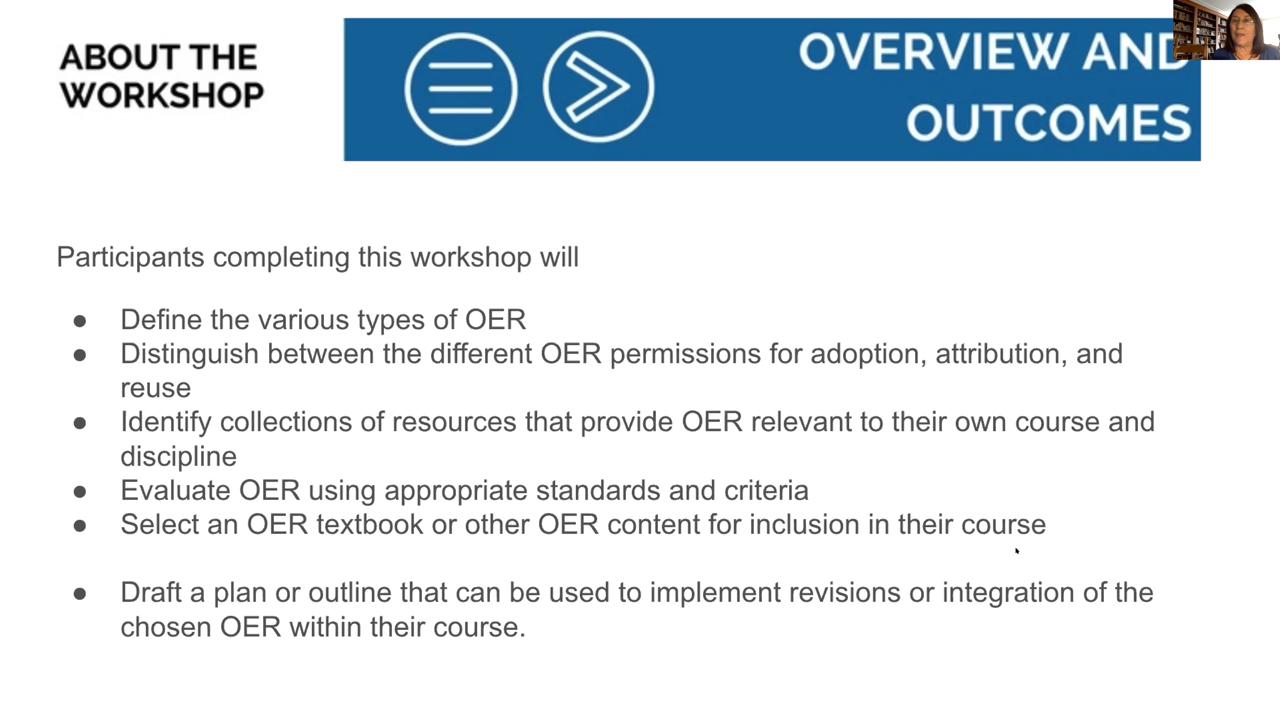 ABOUT THE
WORKSHOP
OVERVIEW AND
OUTCOMES
Participants completing this workshop will
● Define the various types of OER
● Distinguish between the different OER permissions for adoption, attribution, and
reuse
● Identify collections of resources that provide OER relevant to their own course and
discipline
● Evaluate OER using appropriate standards and criteria
● Select an OER textbook or other OER content for inclusion in their course
● Draft a plan or outline that can be used to implement revisions or integration of the
chosen OER within their course.